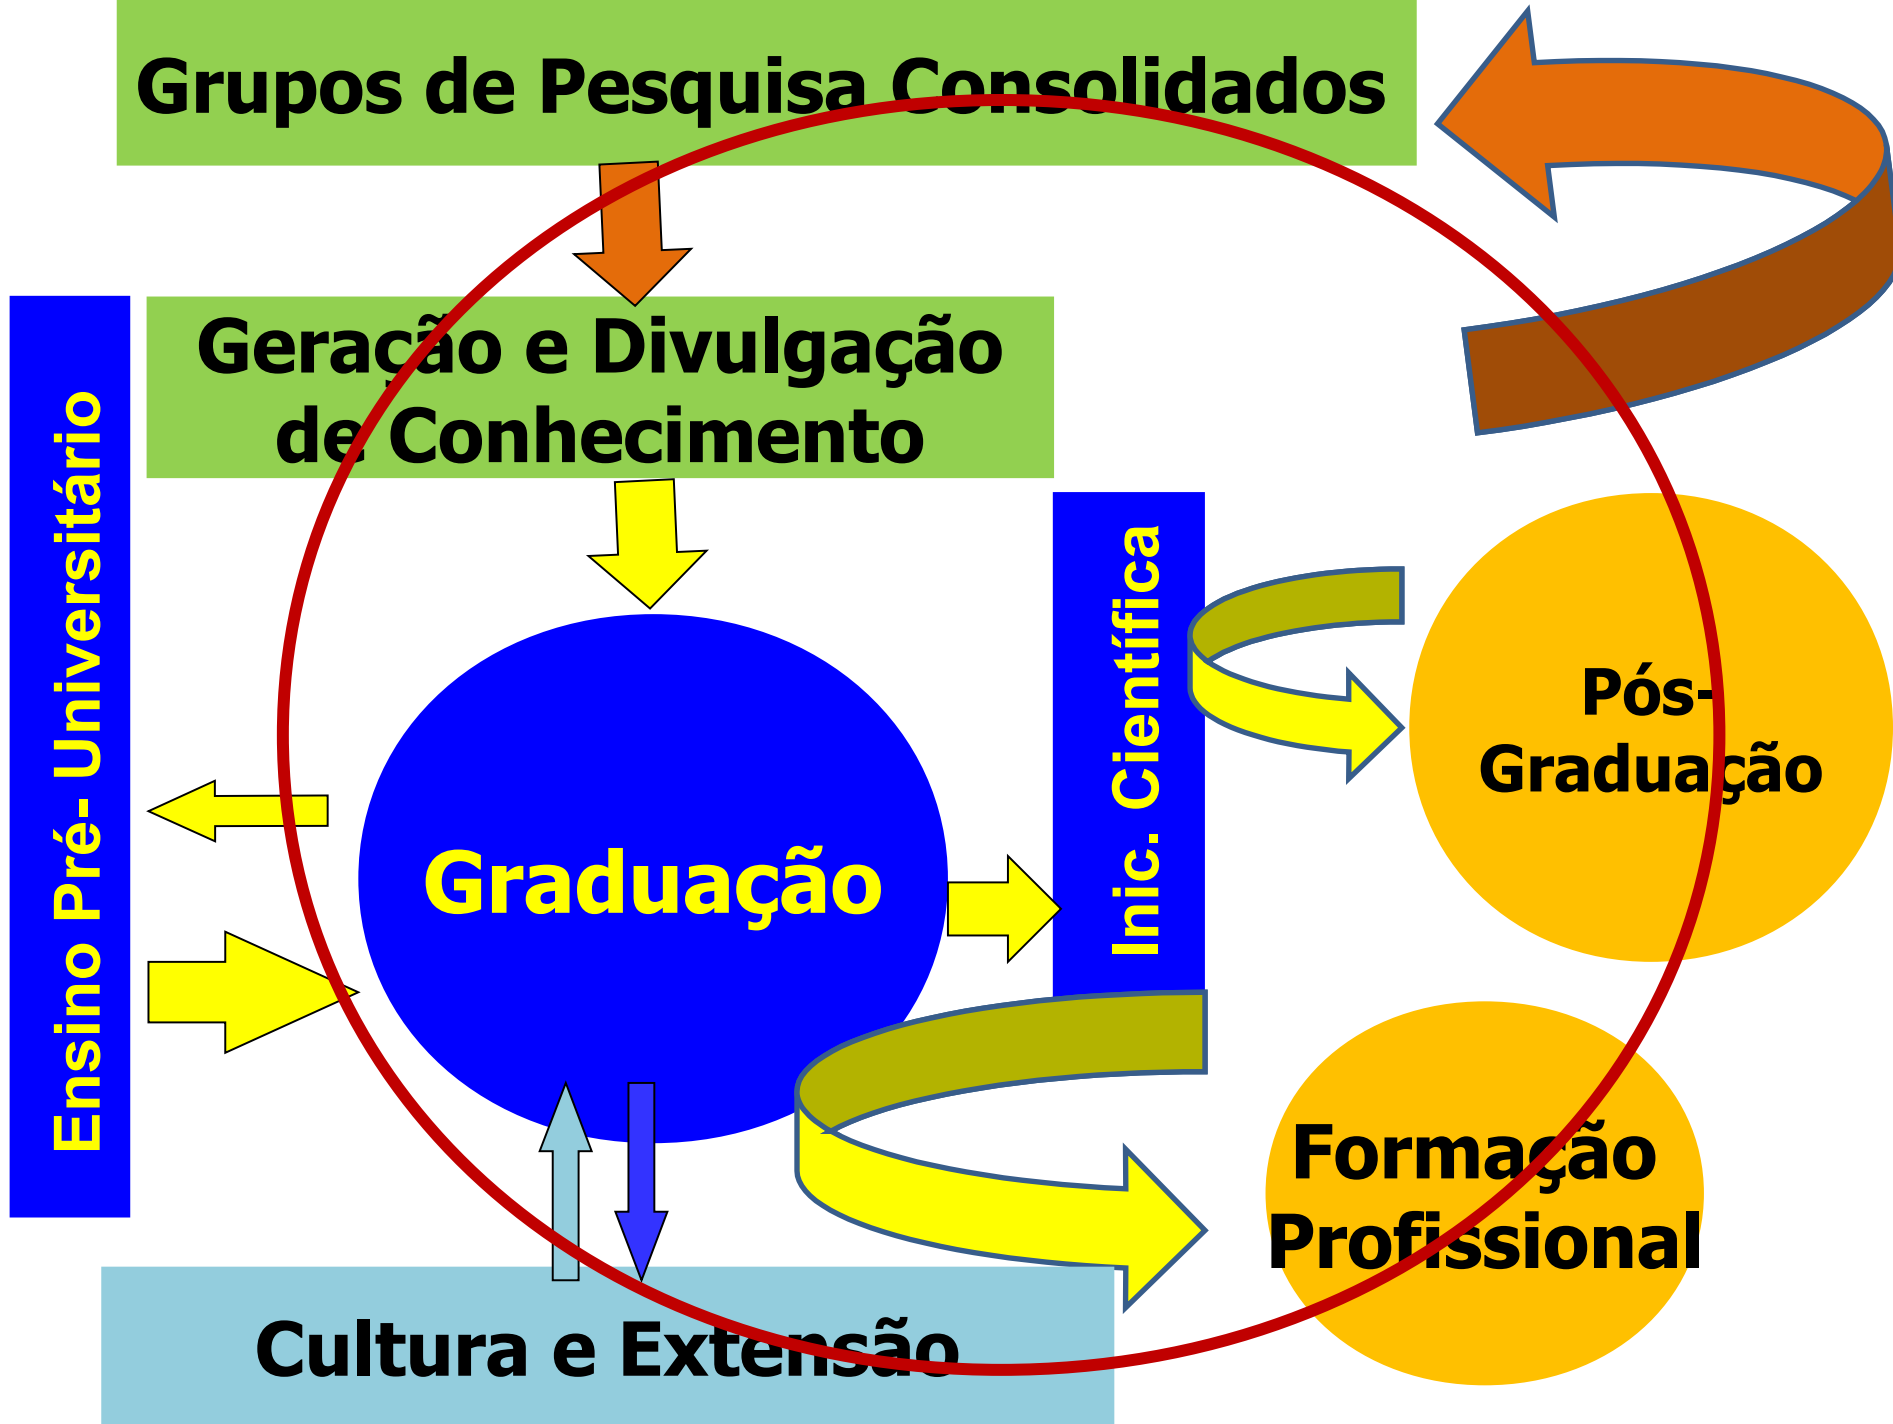 Grupos de Pesquisa Consolidados
Geração e Divulgação
de Conhecimento
Ensino Pré- Universitário
Graduação
Inic. Científica
Pós-
Graduação
Formação
Profissional
Cultura e Extensão